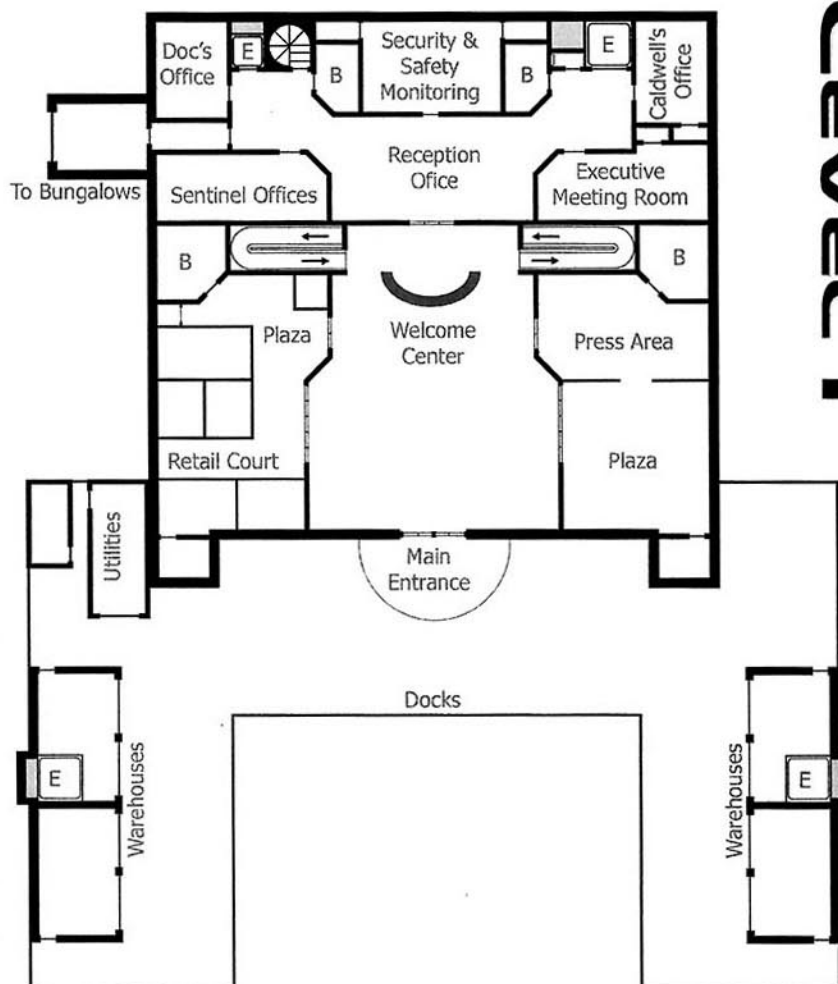 Doc's
Office
E
B
Security &
Safety
Monitoring
B
E
Caldwell's
Office
To Bungalows
Sentinel Offices
Reception
Ofice
Executive
Meeting Room
B
B
Plaza
Welcome
Center
Press Area
Retail Court
Plaza
Utilities
Main
Entrance
Docks
E
Warehouses
Warehouses
E